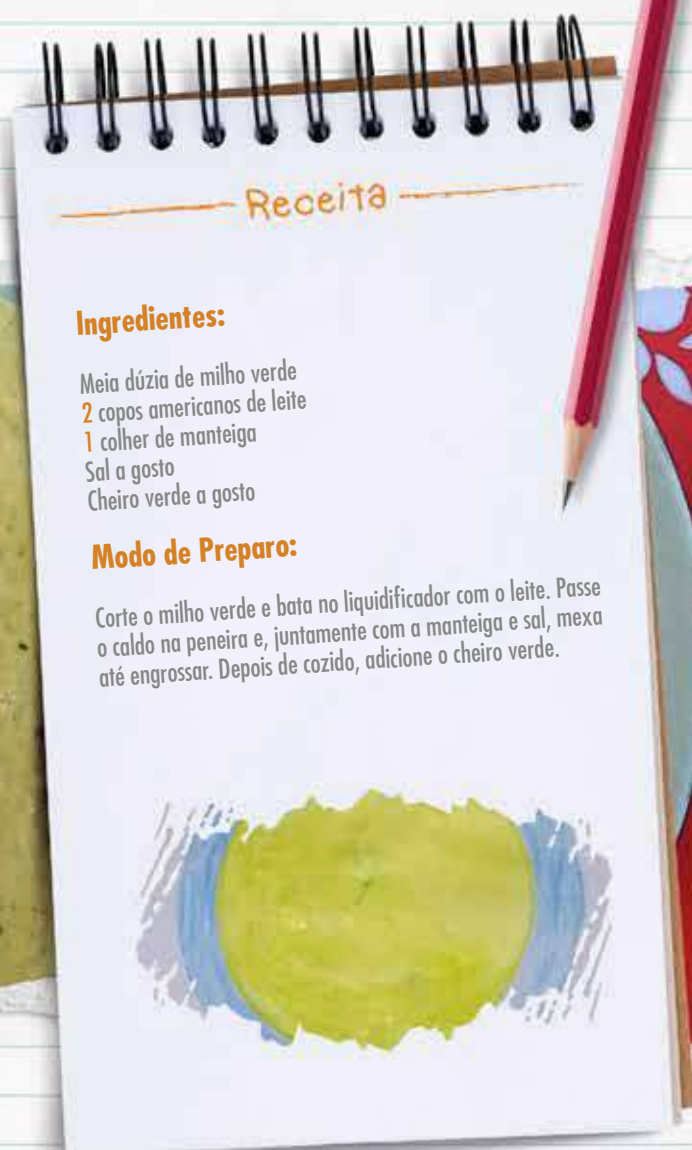 Receita
Ingredientes:
Meia dúzia de milho verde
2 copos americanos de leite
1 colher de manteiga
Sal a gosto
Cheiro verde a gosto
Modo de Preparo:
Corte o milho verde e bata no liquidificador com o leite. Passe
o caldo na peneira e, juntamente com a manteiga e sal, mexa
até engrossar. Depois de cozido, adicione o cheiro verde.